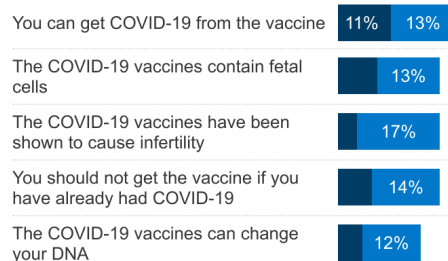 You can get COVID-19 from the vaccine 11% 13%
The COVID-19 vaccines contain fetal
cells
13%
The COVID-19 vaccines have been
shown to cause infertility
17%
You should not get the vaccine if you
have already had COVID-19
14%
The COVID-19 vaccines can change
your DNA
12%